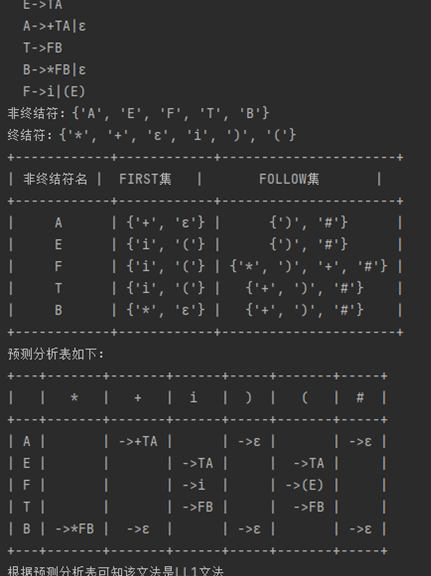 E->TA
A->+TA|ε
T->FB
B->*FB|ε
F->i|(E)
非终结符: {'A', 'E', 'F', 'T', 'B'}
终结符: {'*', '+', 'ε', 'i', ')', '('}
+------------+------------+----------------------+
| 非终结符名 | FIRST集 | FOLLOW集 |
+------------+------------+----------------------+
| A | {'+', 'ε'} | {')', '#'} |
| E | {'i', '('} | {')', '#'} |
| F | {'i', '('} | {'*', ')', '+', '#'} |
| T | {'i', '('} | {'+', ')', '#'} |
| B | {'*', 'ε'} | {'+', ')', '#'} |
+------------+------------+----------------------+
预测分析表如下:
+---+-------+-------+------+-----+-------+-----+
| | * | + | i | ) | ( | # |
+---+-------+-------+------+-----+-------+-----+
| A | | ->+TA | | ->ε | | ->ε |
| E | | | ->TA | | ->TA | |
| F | | | ->i | | ->(E) | |
| T | | | ->FB | | ->FB | |
| B | ->*FB | ->ε | | ->ε | | ->ε |
+---+-------+-------+------+-----+-------+-----+
根据预测分析表可知该文法是LL1文法